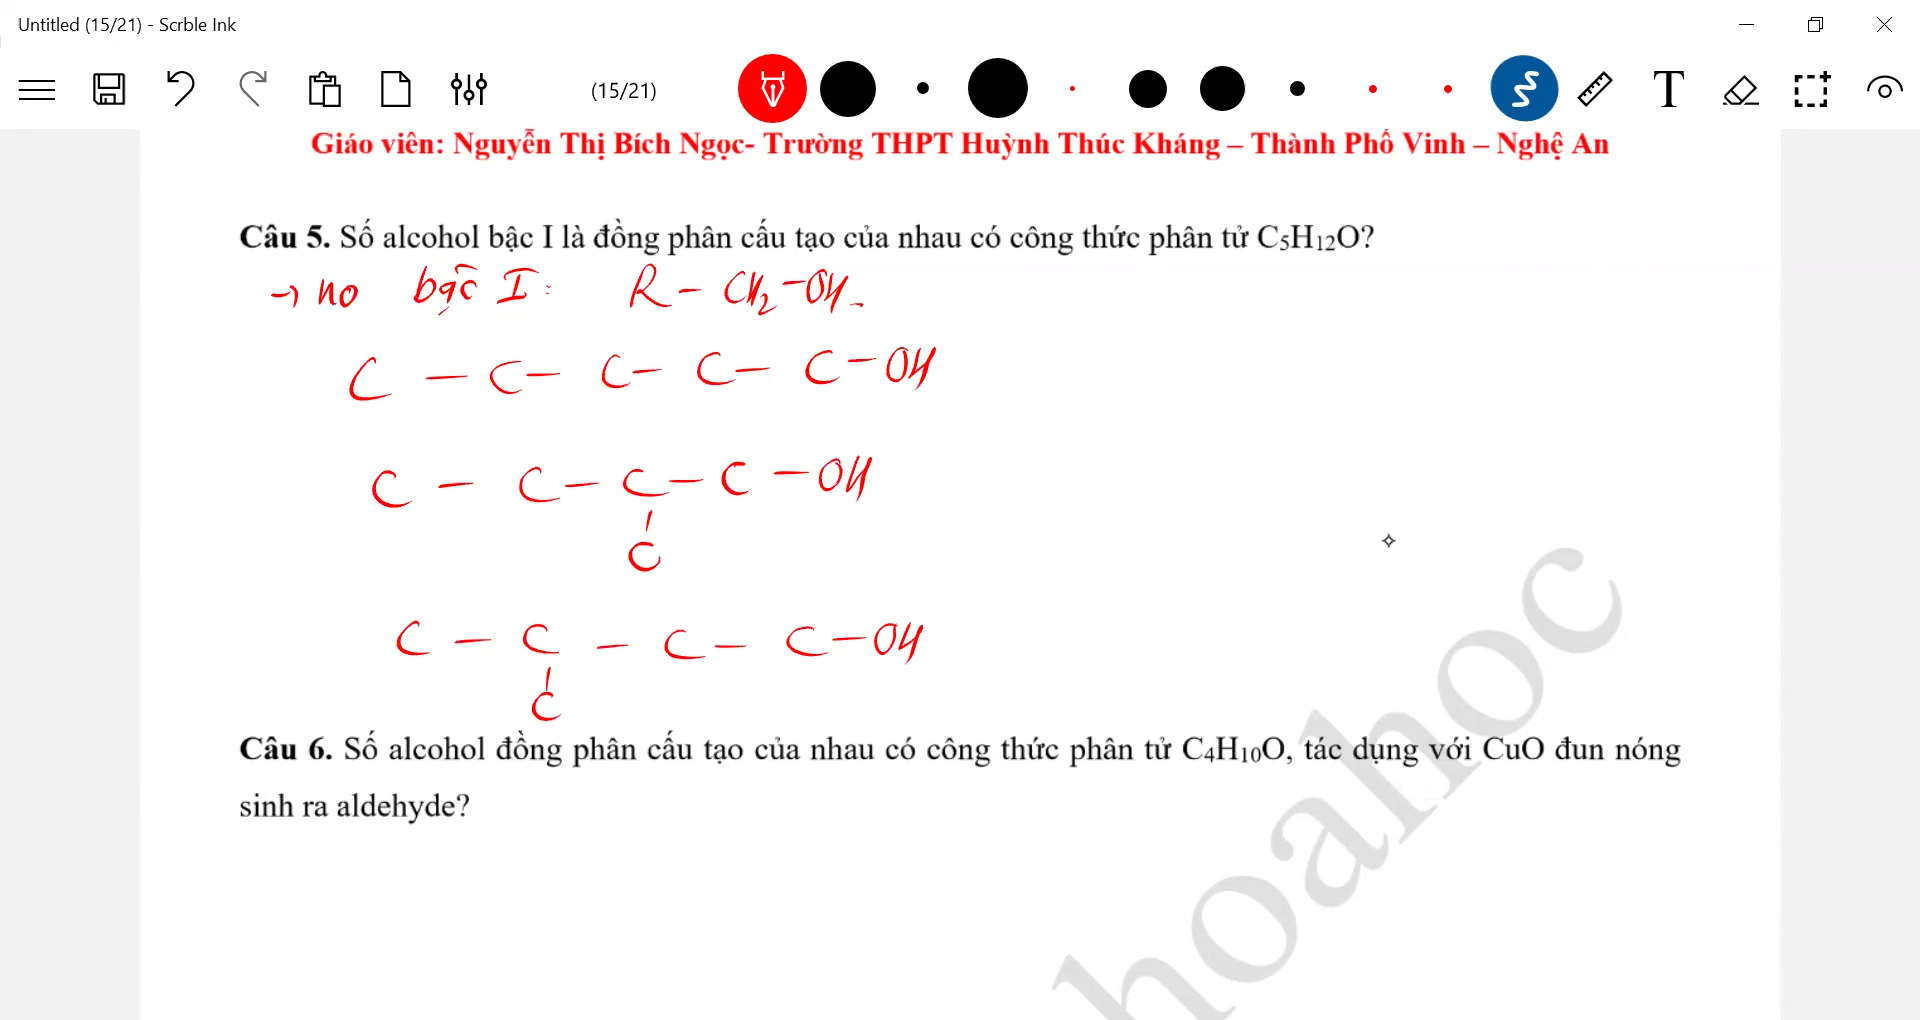 Untitled (15/21) - Scrble Ink
(15/21)
T
Giáo viên: Nguyễn Thị Bích Ngọc- Trường THPT Huỳnh Thúc Kháng – Thành Phố Vinh – Nghệ An
Câu 5. Số alcohol bậc I là đồng phân cấu tạo của nhau có công thức phân tử C₅H₁₂O?
→ no bậc I: R - CH₂-OH.
C - C - C - C - C - OH
C - C - C - C - OH
C
C - C - C - C - OH
C
Câu 6. Số alcohol đồng phân cấu tạo của nhau có công thức phân tử C₄H₁₀O, tác dụng với CuO đun nóng
sinh ra aldehyde?
hoahoc